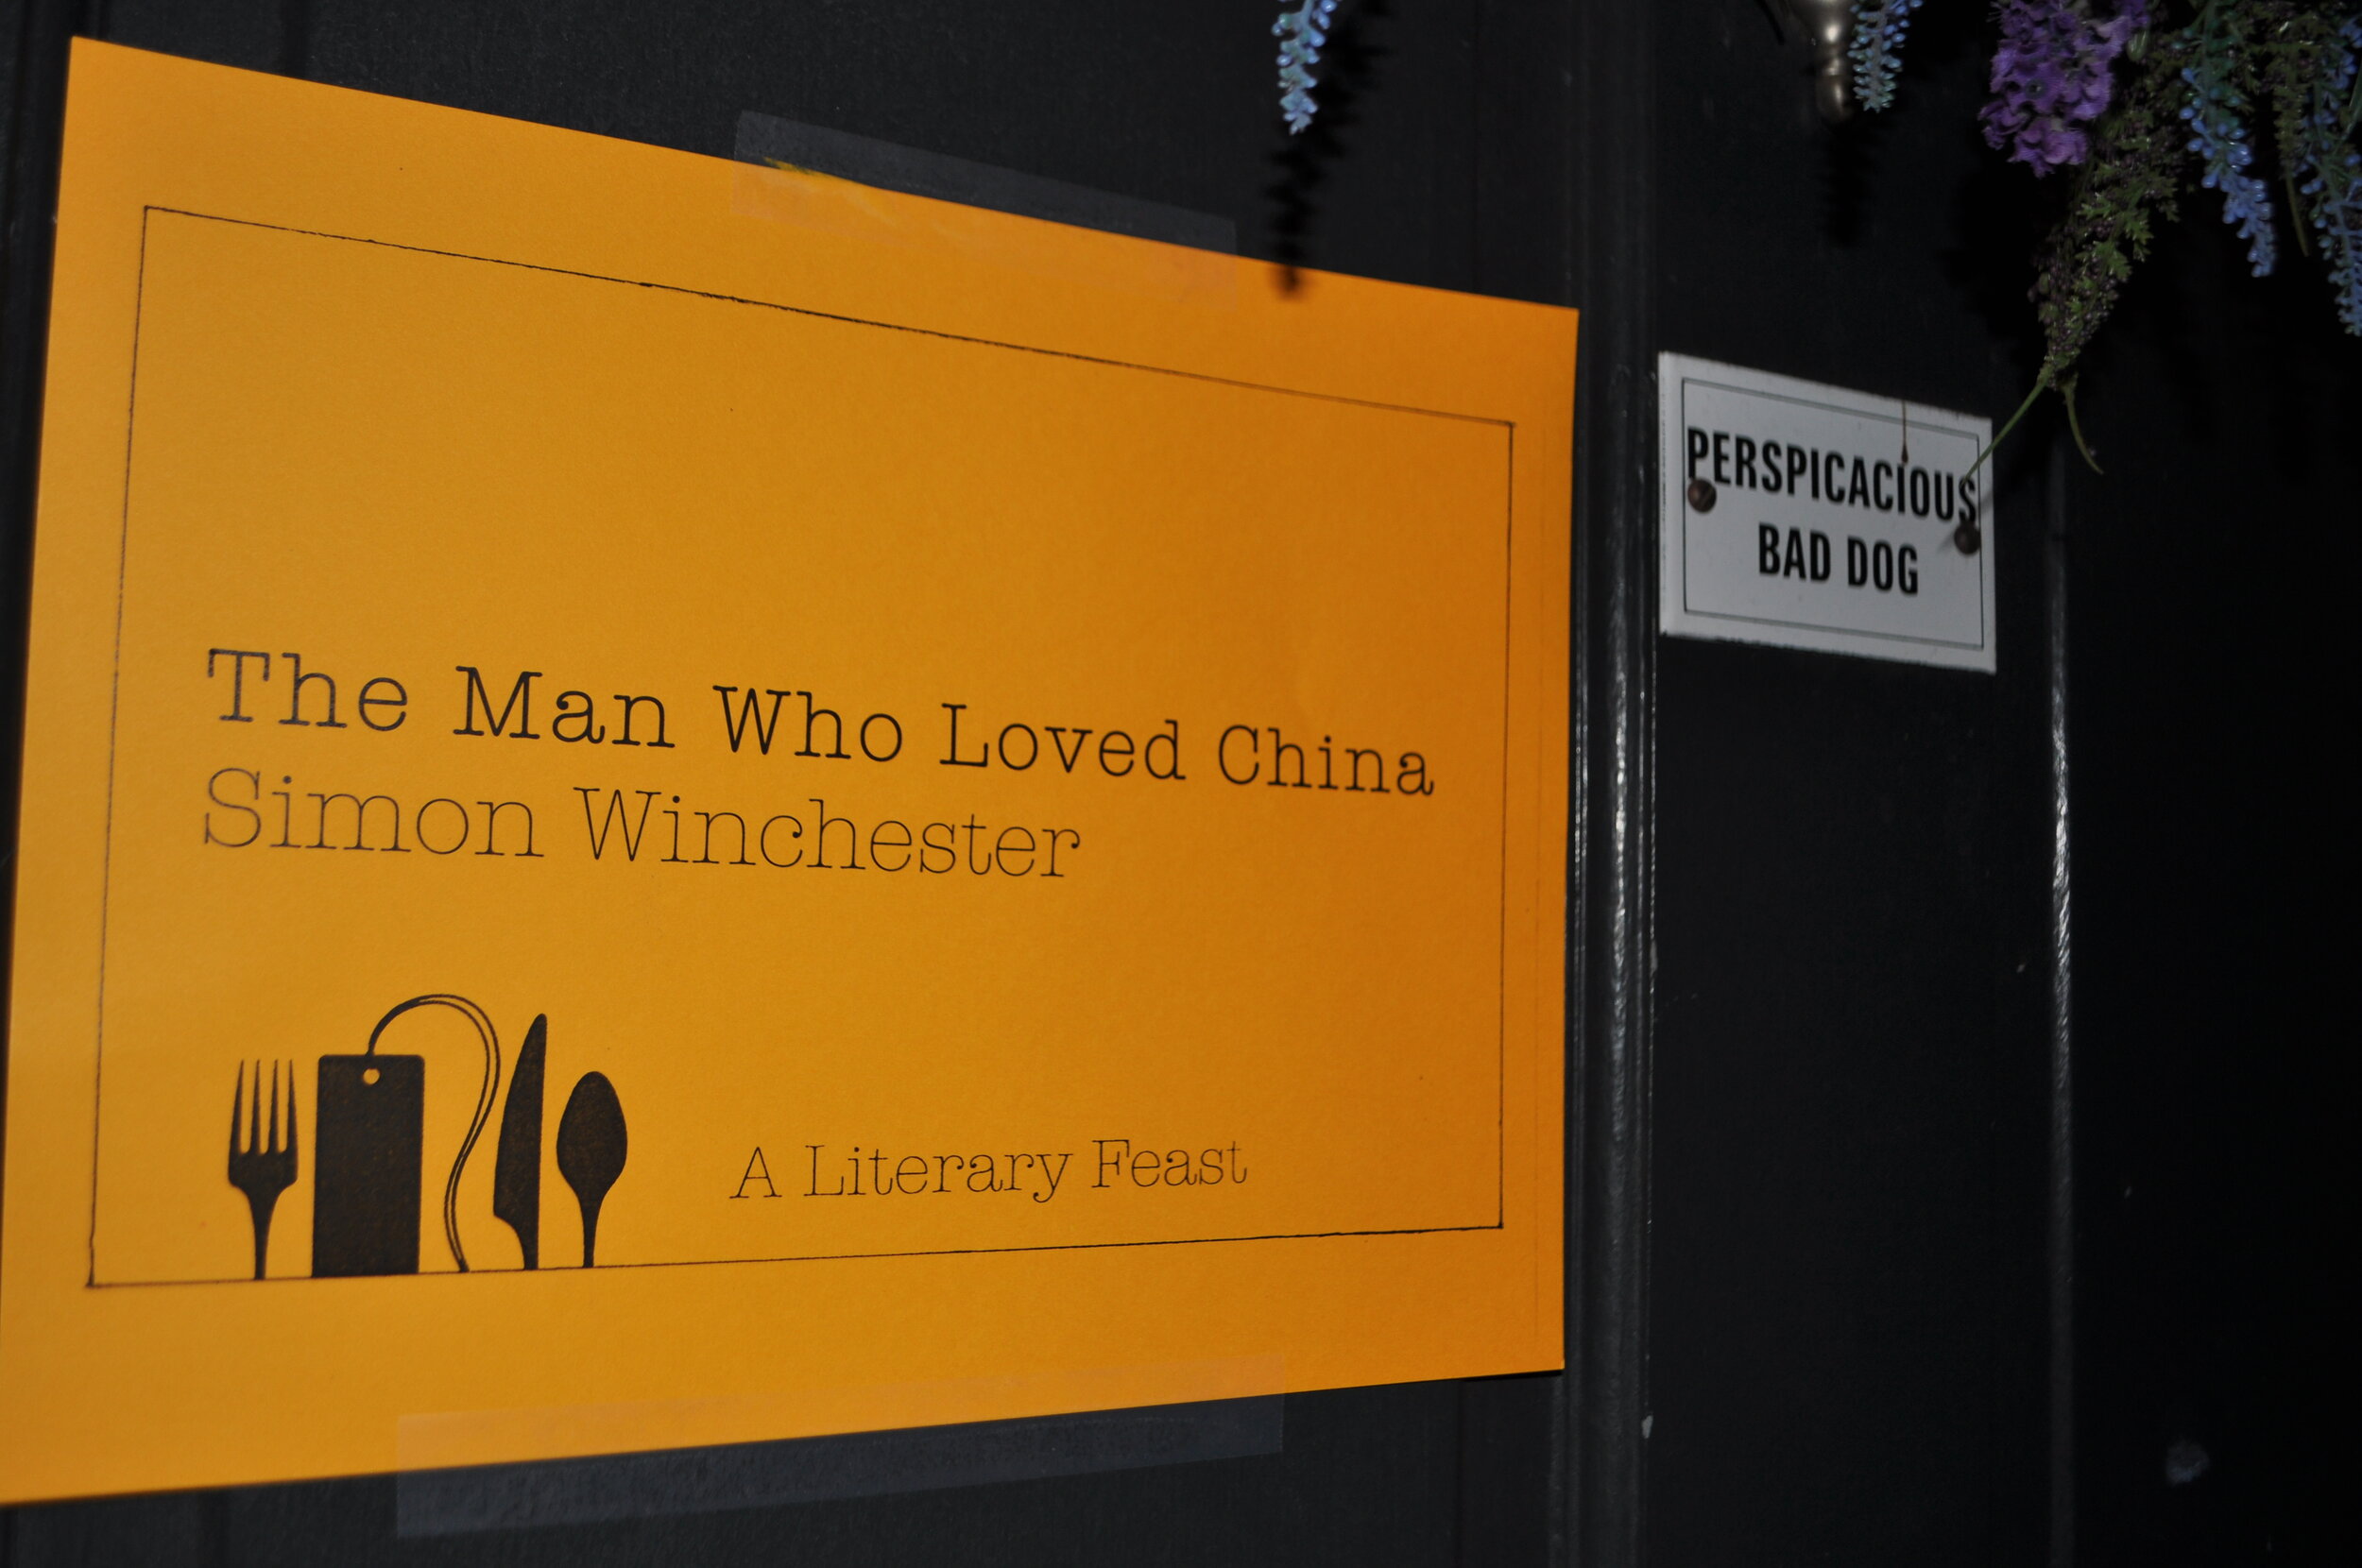 The Man Who Loved China
Simon Winchester
A Literary Feast
PERSPICACIOUS
BAD DOG